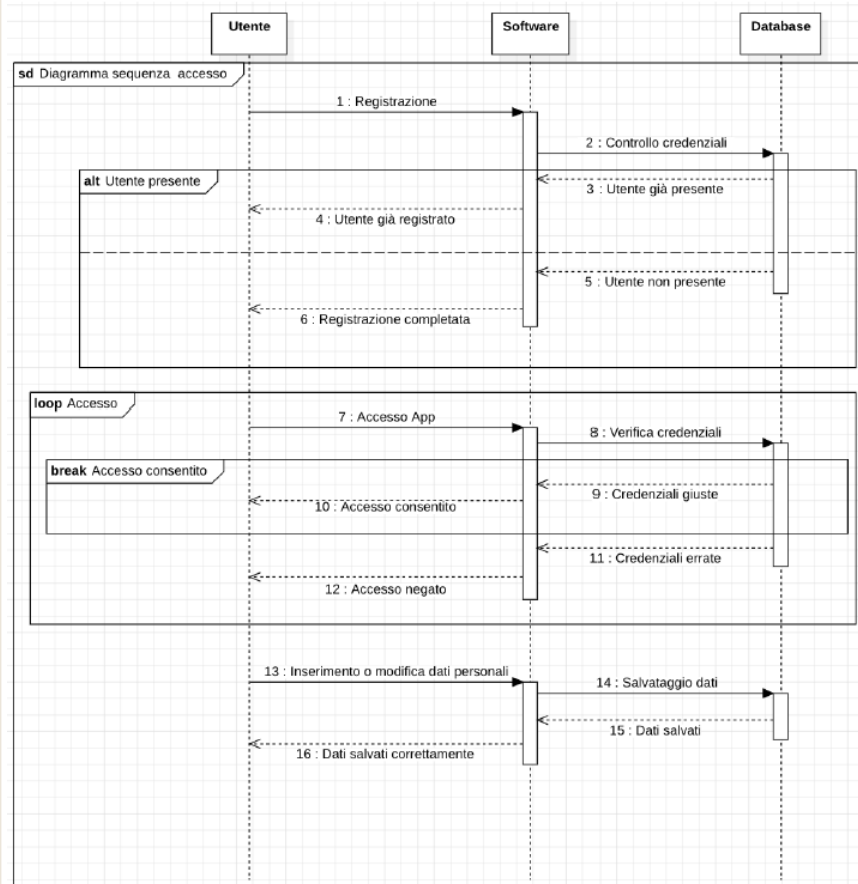 Utente
Software
Database
sd Diagramma sequenza accesso
1 : Registrazione
2 : Controllo credenziali
alt Utente presente
3 : Utente già presente
4 : Utente già registrato
5 : Utente non presente
6 : Registrazione completata
loop Accesso
7 : Accesso App
8 : Verifica credenziali
break Accesso consentito
9 : Credenziali giuste
10 : Accesso consentito
11 : Credenziali errate
12 : Accesso negato
13 : Inserimento o modifica dati personali
14 : Salvataggio dati
15 : Dati salvati
16 : Dati salvati correttamente